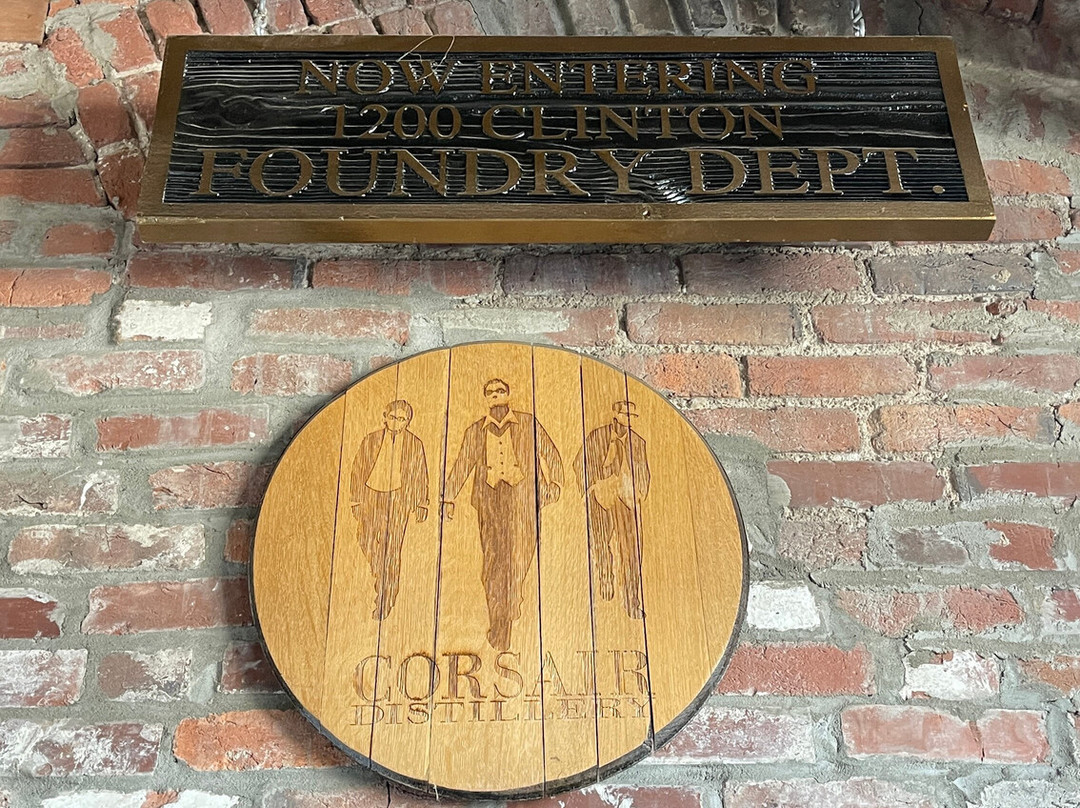 NOW ENTERING
1200 CLINTON
FOUNDRY DEPT.
CORSAIR
DISTILLERY